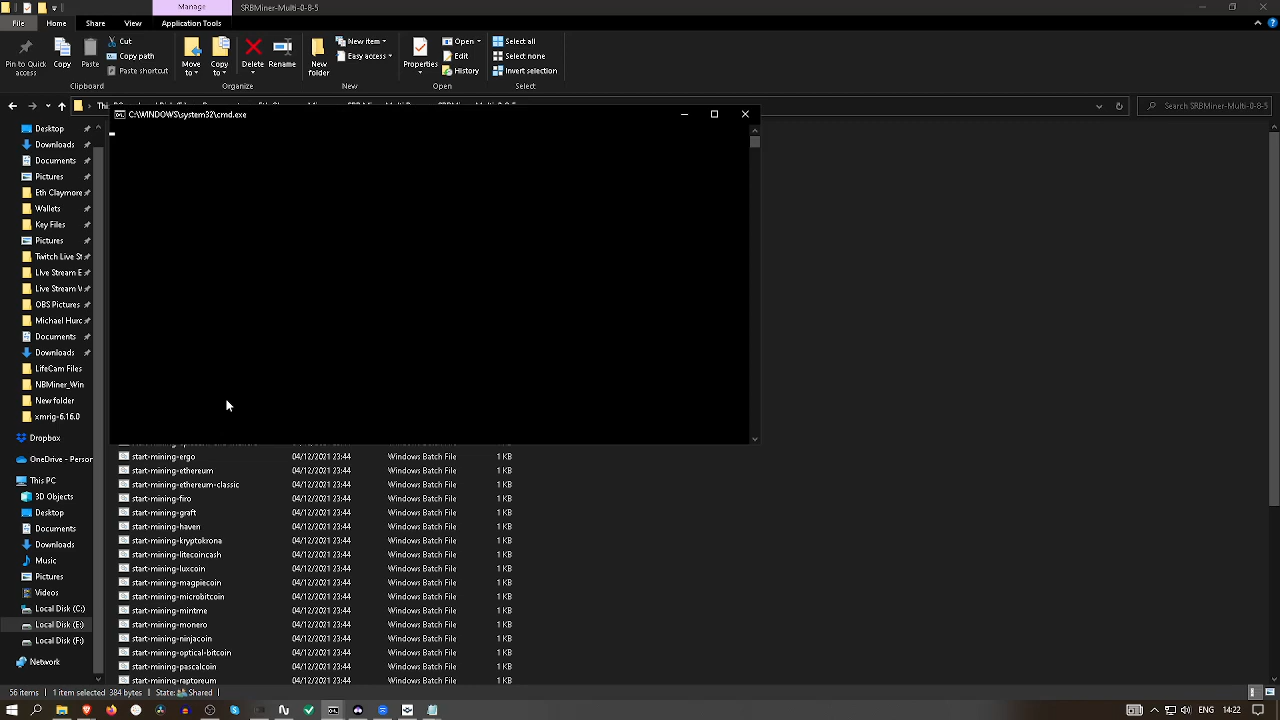 Manage
SRBMiner-Multi-0-8-5
File
Home
Share
View
Application Tools
Pin to Quick access
Copy
Paste
Cut
Copy path
Paste shortcut
Move to
Copy to
Delete
Rename
New folder
New item
Easy access
Properties
Open
Edit
History
Select all
Select none
Invert selection
Organize
New
Open
Select
Search SRBMiner-Multi-0-8-5
C:\WINDOWS\system32\cmd.exe
Desktop
Downloads
Documents
Pictures
Eth Claymore
Wallets
Key Files
Pictures
Twitch Live St
Live Stream E
Live Stream V
OBS Pictures
Michael Hurc
Documents
Downloads
LifeCam Files
NBMiner_Win
New folder
xmrig-6.16.0
Dropbox
OneDrive - Person
This PC
3D Objects
Desktop
Documents
Downloads
Music
Pictures
Videos
Local Disk (C:)
Local Disk (E:)
Local Disk (F:)
Network
start-mining-ergo 04/12/2021 23:44 Windows Batch File 1 KB
start-mining-ethereum 04/12/2021 23:44 Windows Batch File 1 KB
start-mining-ethereum-classic 04/12/2021 23:44 Windows Batch File 1 KB
start-mining-firo 04/12/2021 23:44 Windows Batch File 1 KB
start-mining-graft 04/12/2021 23:44 Windows Batch File 1 KB
start-mining-haven 04/12/2021 23:44 Windows Batch File 1 KB
start-mining-kryptokrona 04/12/2021 23:44 Windows Batch File 1 KB
start-mining-litecoincash 04/12/2021 23:44 Windows Batch File 1 KB
start-mining-luxcoin 04/12/2021 23:44 Windows Batch File 1 KB
start-mining-magpiecoin 04/12/2021 23:44 Windows Batch File 1 KB
start-mining-microbitcoin 04/12/2021 23:44 Windows Batch File 1 KB
start-mining-mintme 04/12/2021 23:44 Windows Batch File 1 KB
start-mining-monero 04/12/2021 23:44 Windows Batch File 1 KB
start-mining-ninjacoin 04/12/2021 23:44 Windows Batch File 1 KB
start-mining-optical-bitcoin 04/12/2021 23:44 Windows Batch File 1 KB
start-mining-pascalcoin 04/12/2021 23:44 Windows Batch File 1 KB
start-mining-raptoreum 04/12/2021 23:44 Windows Batch File 1 KB
56 items
1 item selected 384 bytes
State: Shared
ENG
14:22